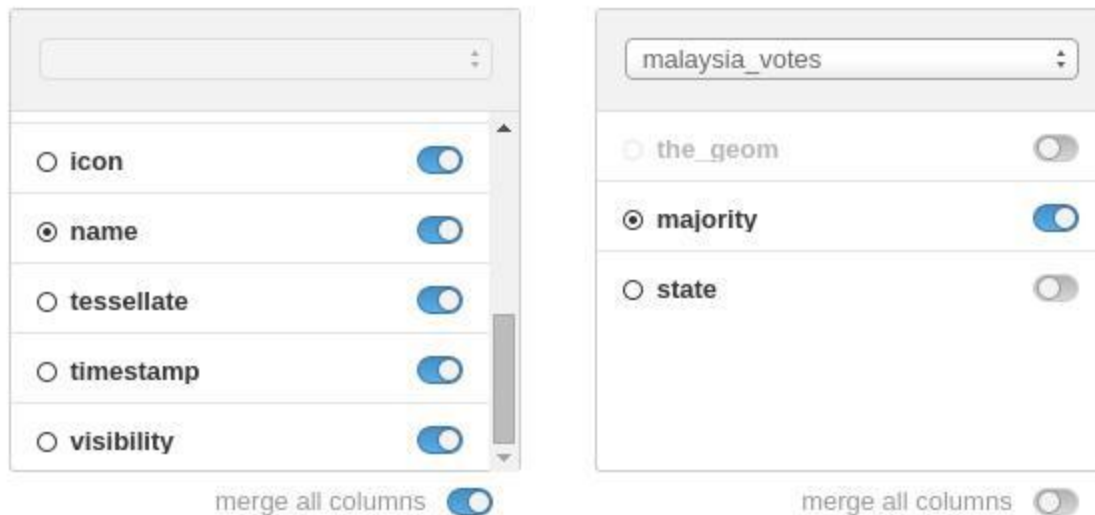 icon
name
tessellate
timestamp
visibility
merge all columns
malaysia_votes
the_geom
majority
state
merge all columns